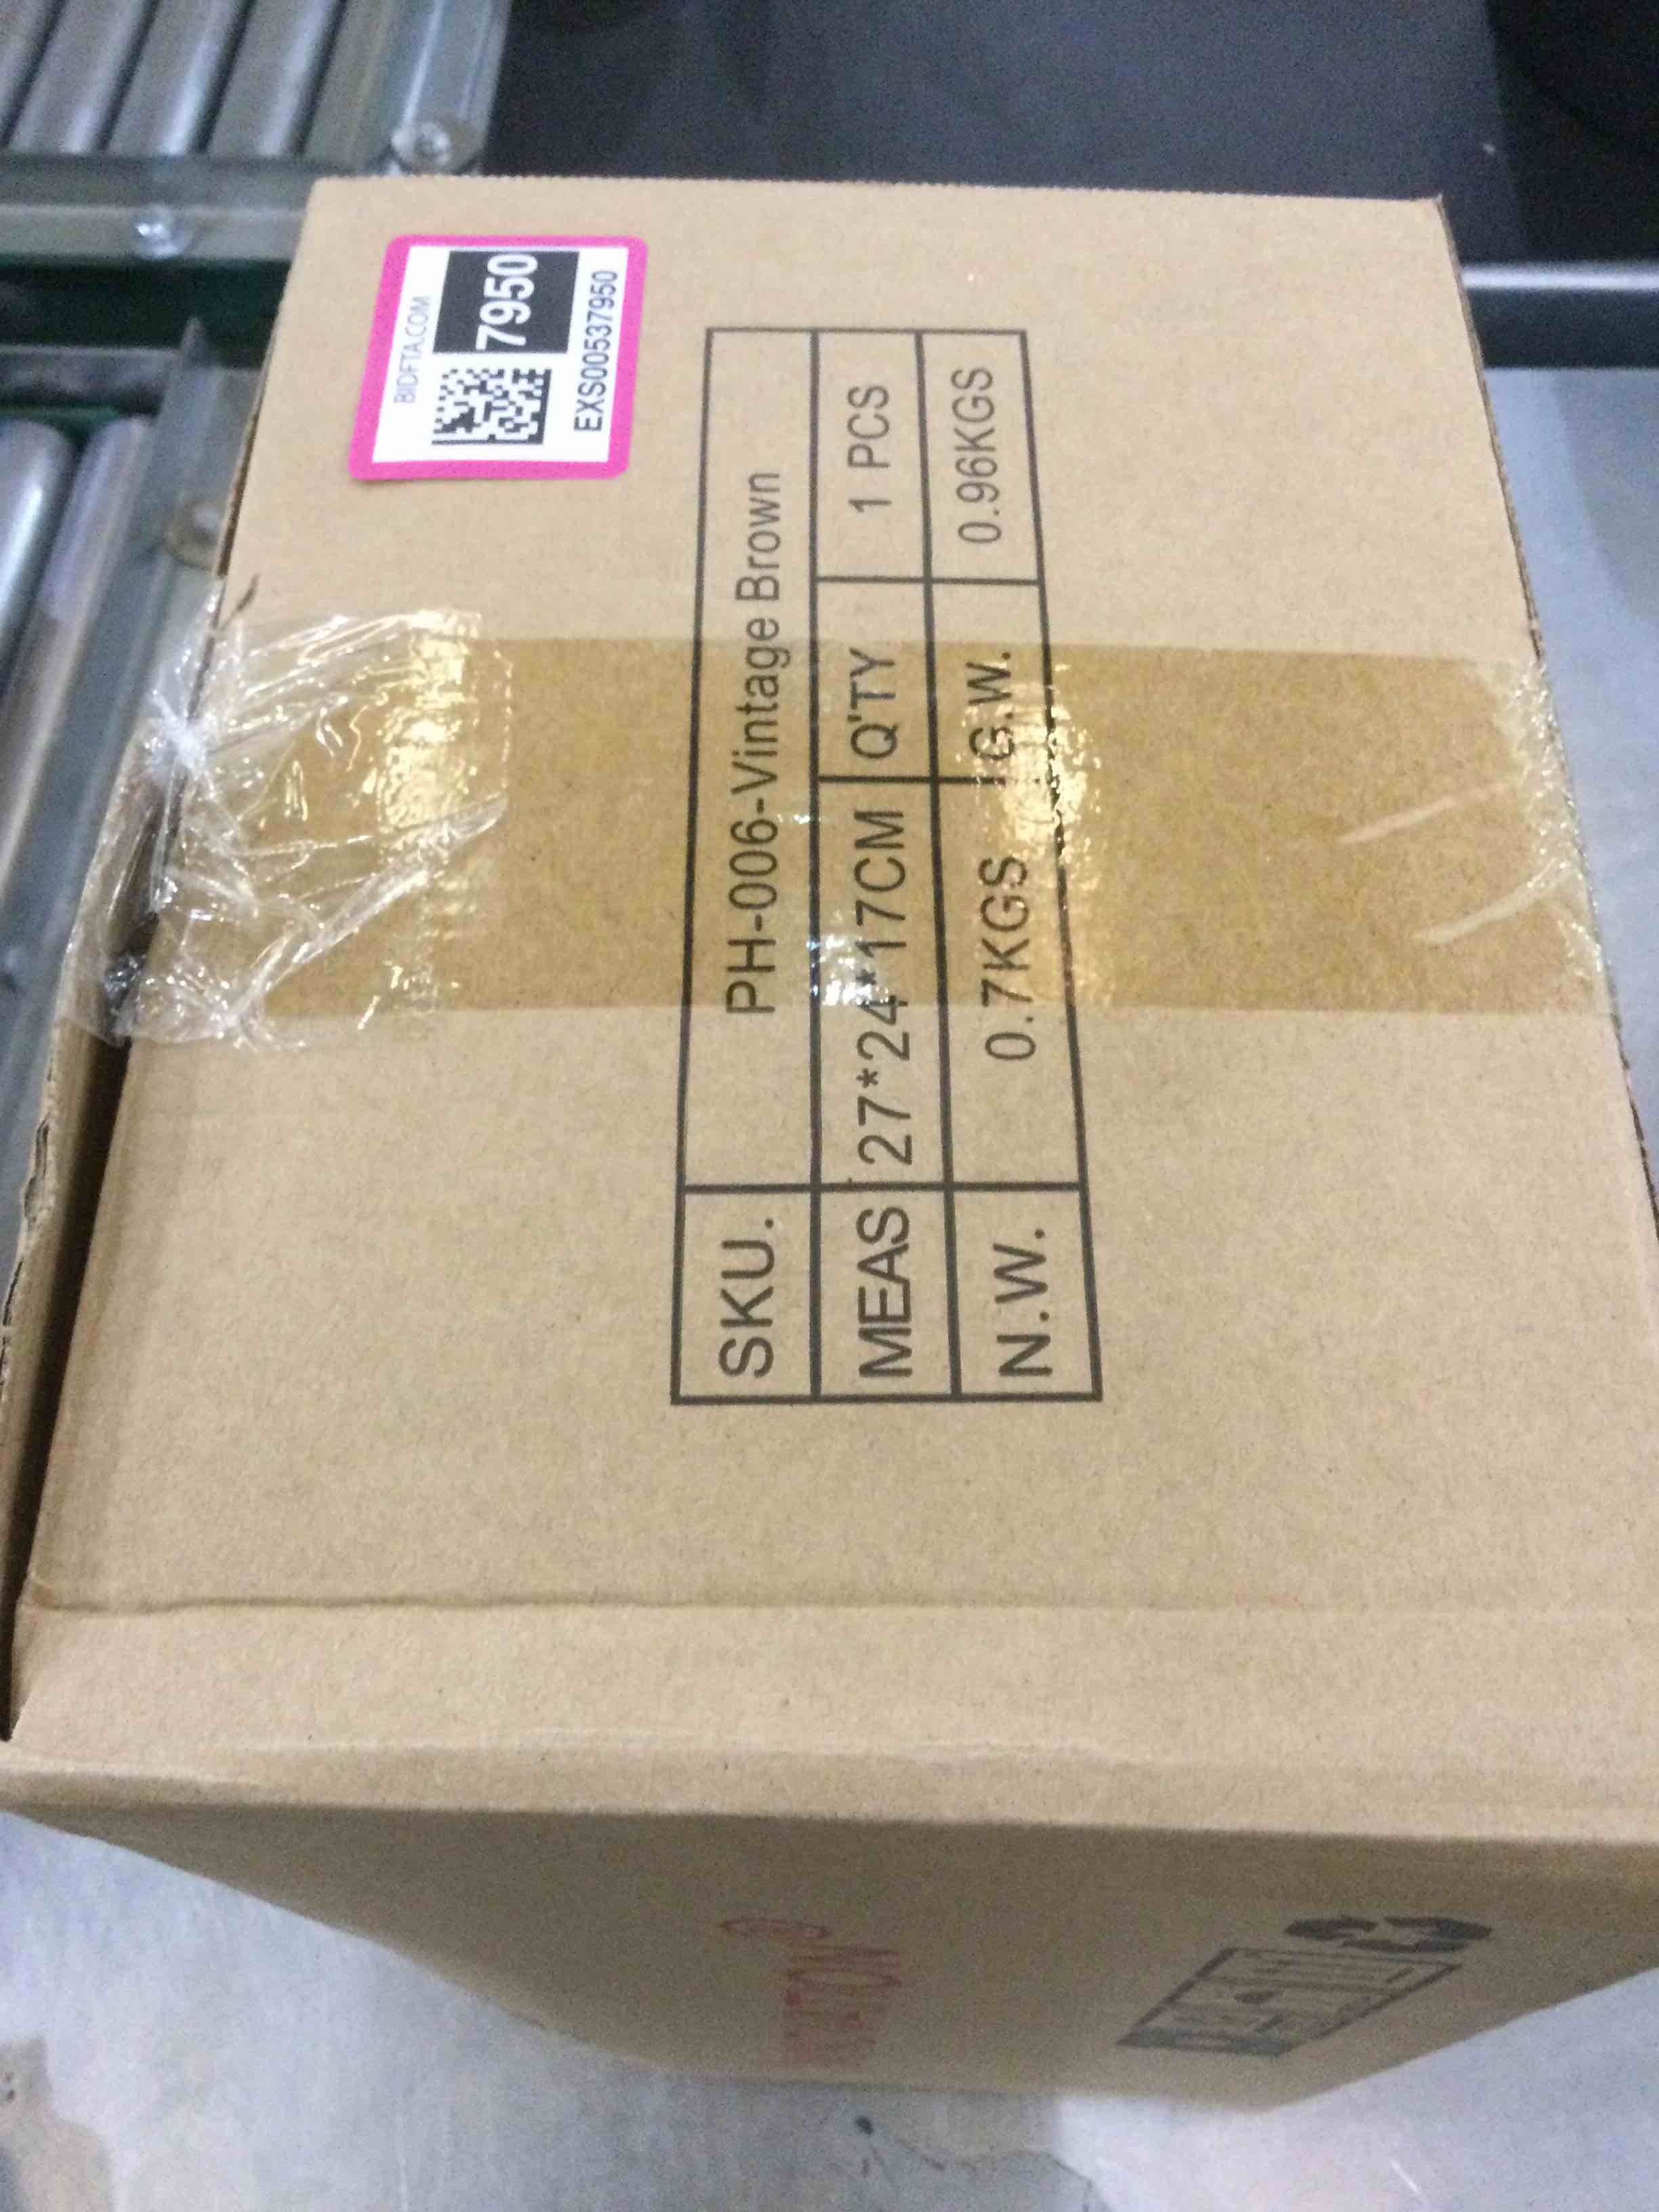 BIDFTA.COM
7950
EXS00537950
SKU. PH-006-Vintage Brown
MEAS 27*24*17CM Q'TY 1 PCS
N.W. 0.7KGS G.W. 0.96KGS